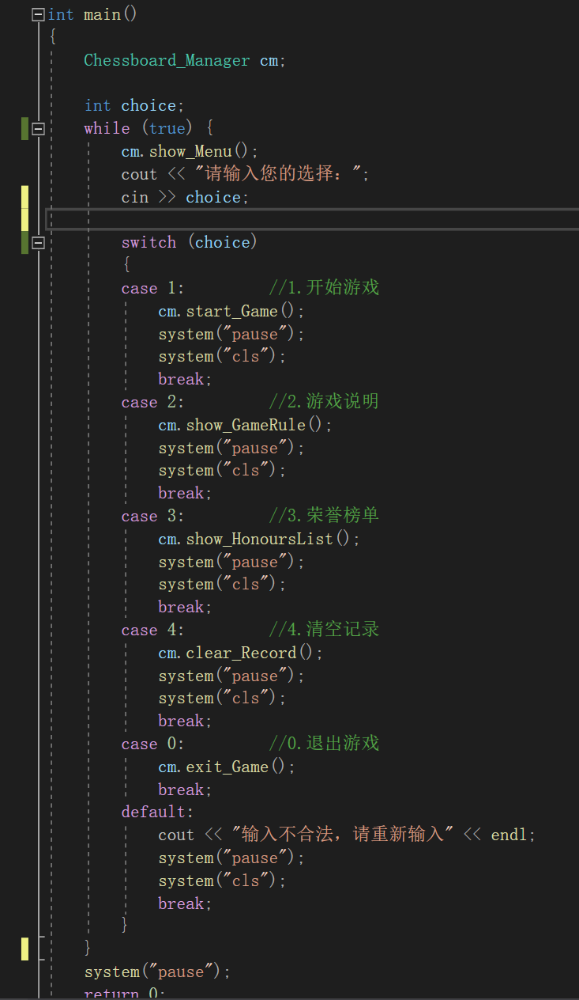 int main()
{
Chessboard_Manager cm;
int choice;
while (true) {
cm.show_Menu();
cout << "请输入您的选择：";
cin >> choice;
switch (choice)
{
case 1: //1.开始游戏
cm.start_Game();
system("pause");
system("cls");
break;
case 2: //2.游戏说明
cm.show_GameRule();
system("pause");
system("cls");
break;
case 3: //3.荣誉榜单
cm.show_HonoursList();
system("pause");
system("cls");
break;
case 4: //4.清空记录
cm.clear_Record();
system("pause");
system("cls");
break;
case 0: //0.退出游戏
cm.exit_Game();
break;
default:
cout << "输入不合法，请重新输入" << endl;
system("pause");
system("cls");
break;
}
}
system("pause");
return 0;